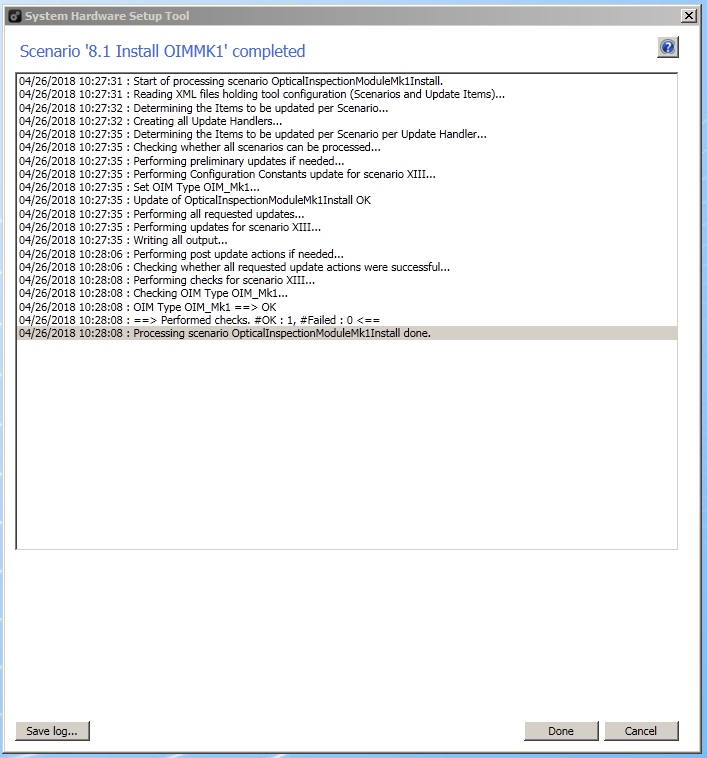 System Hardware Setup Tool
Scenario '8.1 Install OIMMK1' completed
04/26/2018 10:27:31 : Start of processing scenario OpticalInspectionModuleMk1Install.
04/26/2018 10:27:31 : Reading XML files holding tool configuration (Scenarios and Update Items)...
04/26/2018 10:27:32 : Determining the Items to be updated per Scenario...
04/26/2018 10:27:32 : Creating all Update Handlers...
04/26/2018 10:27:35 : Determining the Items to be updated per Scenario per Update Handler...
04/26/2018 10:27:35 : Checking whether all scenarios can be processed...
04/26/2018 10:27:35 : Performing preliminary updates if needed...
04/26/2018 10:27:35 : Performing Configuration Constants update for scenario XIII...
04/26/2018 10:27:35 : Set OIM Type OIM_Mk1...
04/26/2018 10:27:35 : Update of OpticalInspectionModuleMk1Install OK
04/26/2018 10:27:35 : Performing all requested updates...
04/26/2018 10:27:35 : Performing updates for scenario XIII...
04/26/2018 10:27:35 : Writing all output...
04/26/2018 10:28:06 : Performing post update actions if needed...
04/26/2018 10:28:06 : Checking whether all requested update actions were successful...
04/26/2018 10:28:08 : Performing checks for scenario XIII...
04/26/2018 10:28:08 : Checking OIM Type OIM_Mk1...
04/26/2018 10:28:08 : OIM Type OIM_Mk1 ==> OK
04/26/2018 10:28:08 : ==> Performed checks. #OK : 1, #Failed : 0 <==
04/26/2018 10:28:08 : Processing scenario OpticalInspectionModuleMk1Install done.
Save log...
Done
Cancel